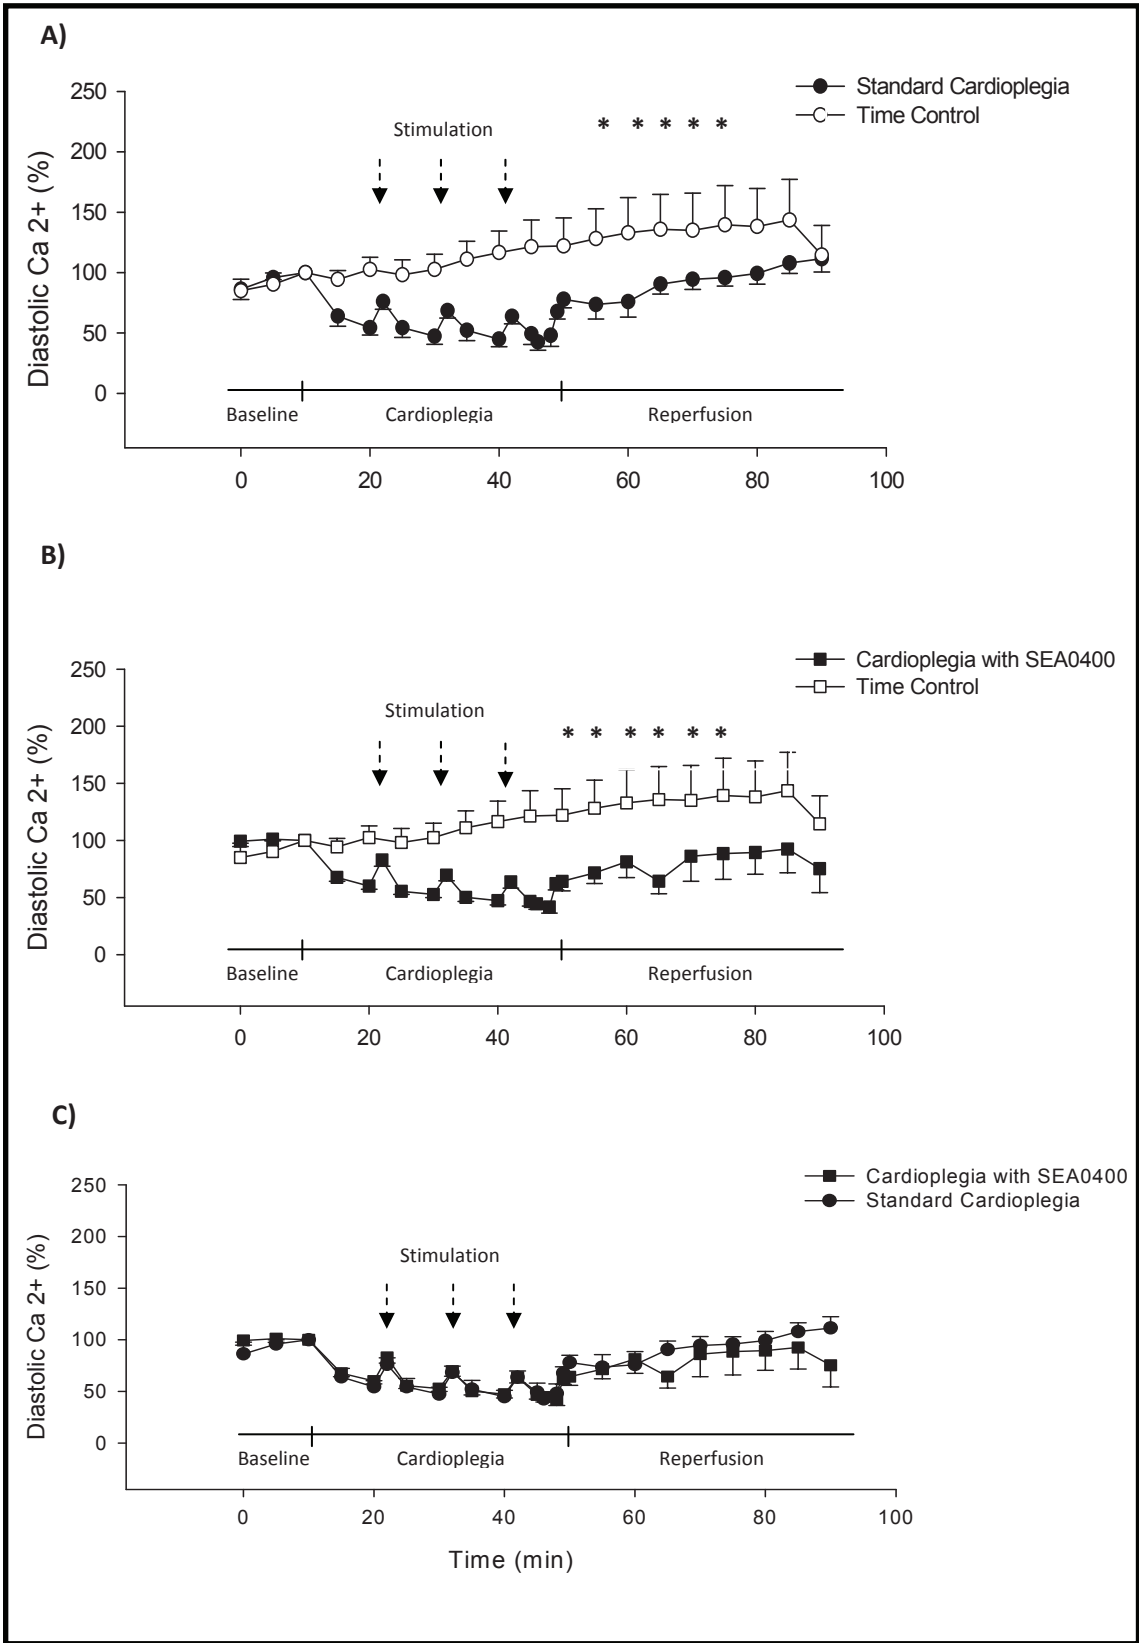 A)
Standard Cardioplegia
Time Control
Diastolic Ca 2+ (%)
250
200
150
100
50
0
Stimulation
* * * * *
Baseline
Cardioplegia
Reperfusion
0 20 40 60 80 100
B)
Cardioplegia with SEA0400
Time Control
Diastolic Ca 2+ (%)
250
200
150
100
50
0
Stimulation
* * * * * *
Baseline
Cardioplegia
Reperfusion
0 20 40 60 80 100
C)
Cardioplegia with SEA0400
Standard Cardioplegia
Diastolic Ca 2+ (%)
250
200
150
100
50
0
Stimulation
Baseline
Cardioplegia
Reperfusion
0 20 40 60 80 100
Time (min)